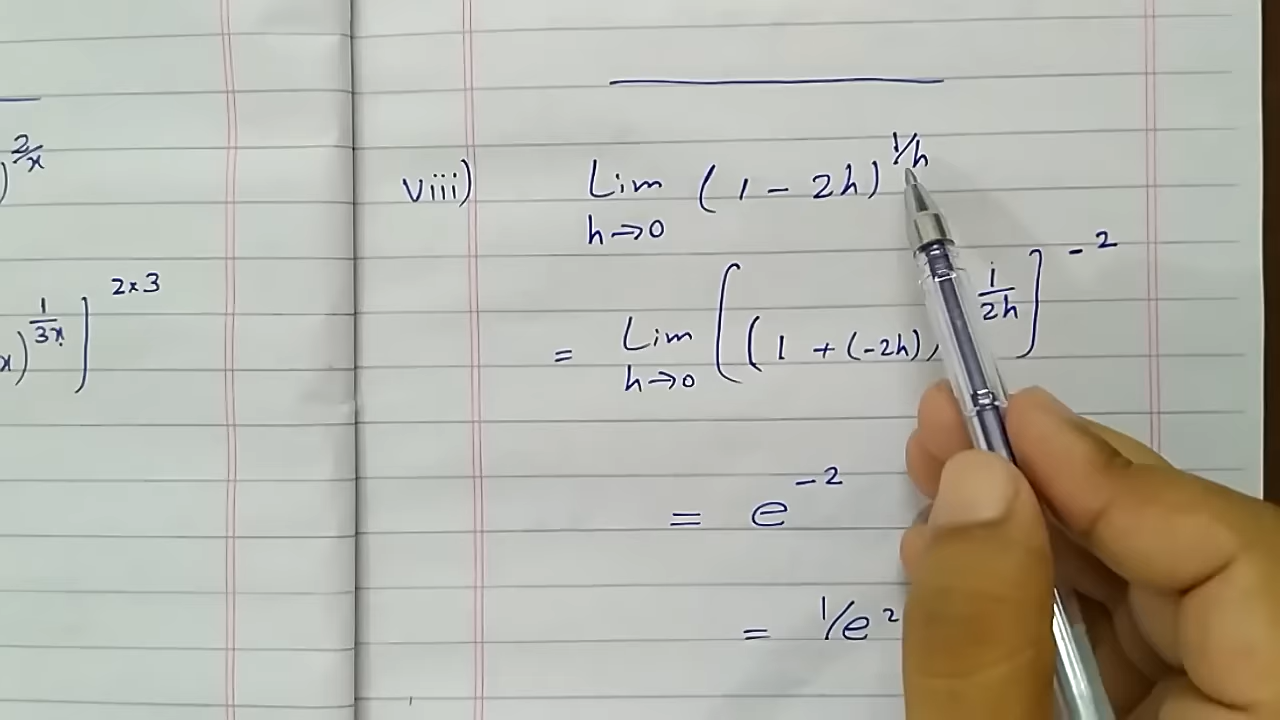 )^{2/x}
x)^{1/3x}]^{2×3}
viii) Lim h→0 (1 - 2h)^{1/h}
= Lim h→0 [(1 + (-2h))^{1/2h}]^{-2}
= e^{-2}
= 1/e²